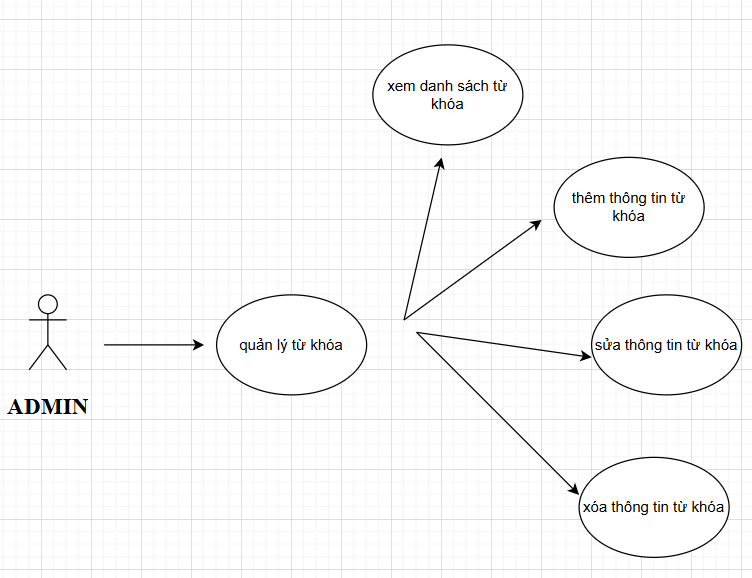 xem danh sách từ
khóa
thêm thông tin từ
khóa
quản lý từ khóa
sửa thông tin từ khóa
ADMIN
xóa thông tin từ khóa